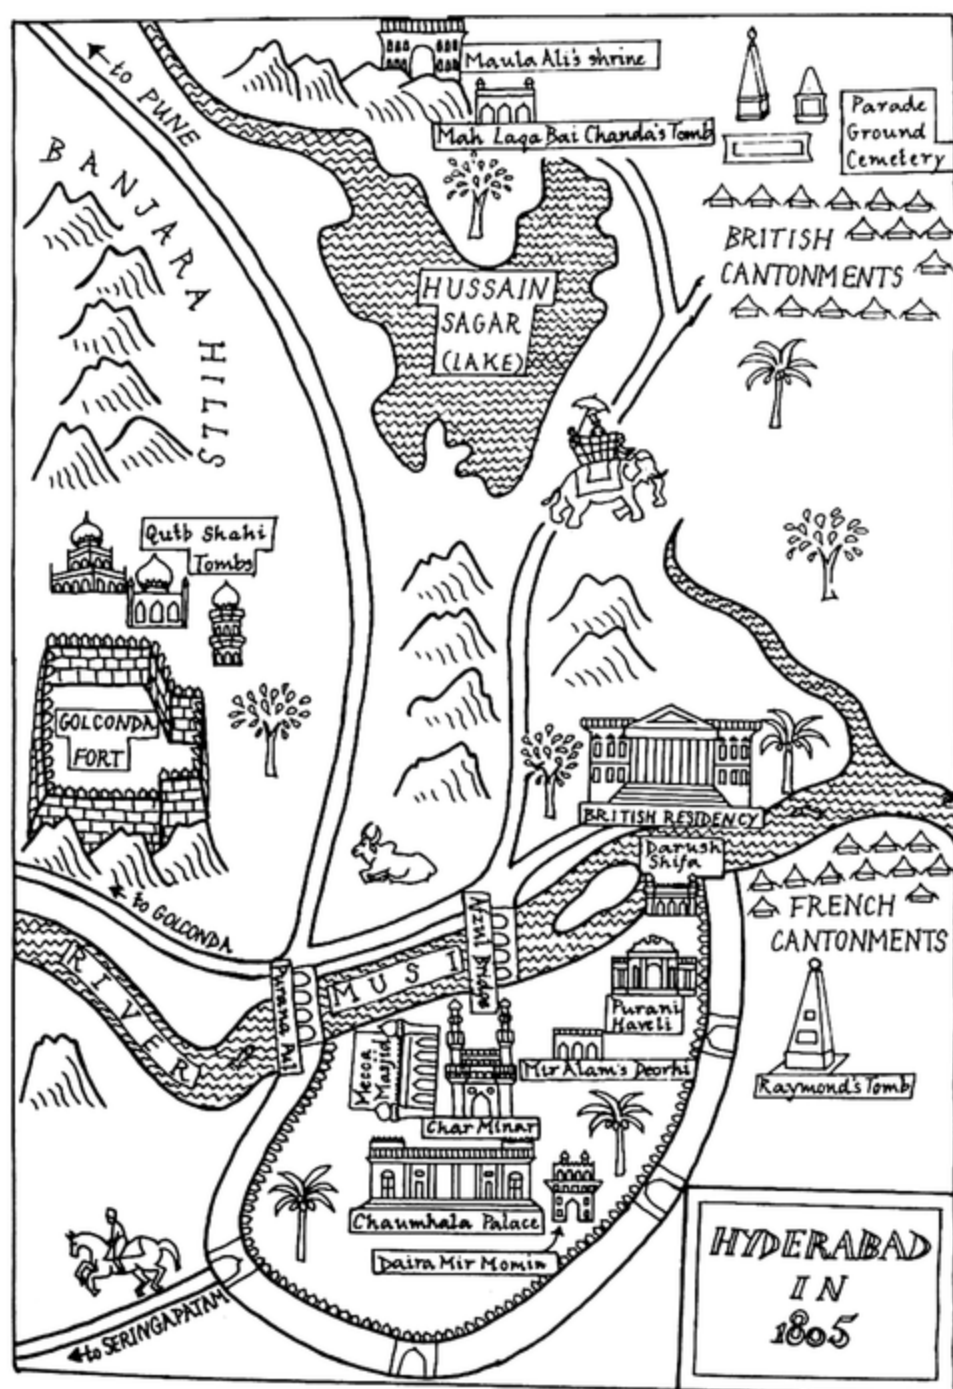 Maula Ali's shrine
Mah Laqa Bai Chanda's Tomb
Parade
Ground
Cemetery
to PUNE
BANJARA HILLS
BRITISH
CANTONMENTS
HUSSAIN
SAGAR
(LAKE)
Qutb Shahi
Tombs
GOLCONDA
FORT
BRITISH RESIDENCY
Darush
Shifa
to GOLCONDA
FRENCH
CANTONMENTS
RIVER MUSI
Purana Pul
Nzul Bridge
Purani
Haveli
Mecca
Masjid
Mir Alam's Deorhi
Raymond's Tomb
Char Minar
Chaumhala Palace
Daira Mir Momin
to SERINGAPATAM
HYDERABAD
IN
1805